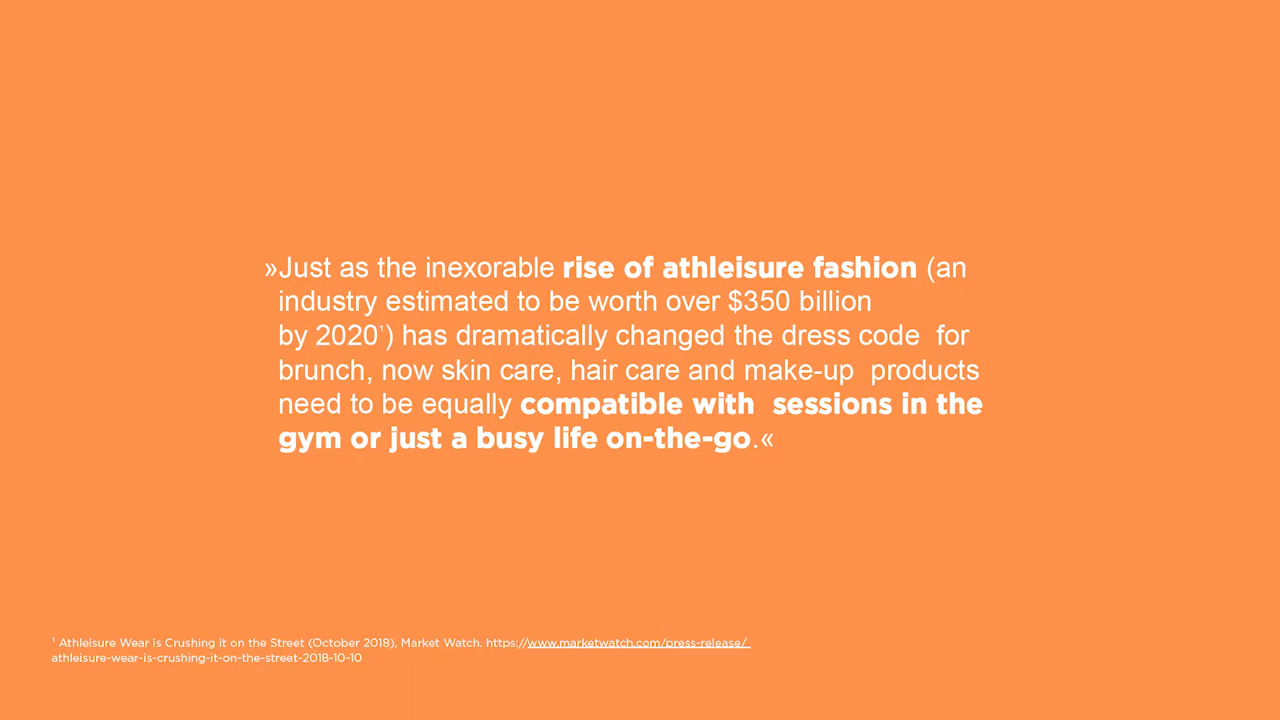 »Just as the inexorable rise of athleisure fashion (an
industry estimated to be worth over $350 billion
by 2020¹) has dramatically changed the dress code  for
brunch, now skin care, hair care and make-up  products
need to be equally compatible with  sessions in the
gym or just a busy life on-the-go.«
¹ Athleisure Wear is Crushing it on the Street (October 2018), Market Watch. https://www.marketwatch.com/press-release/
athleisure-wear-is-crushing-it-on-the-street-2018-10-10